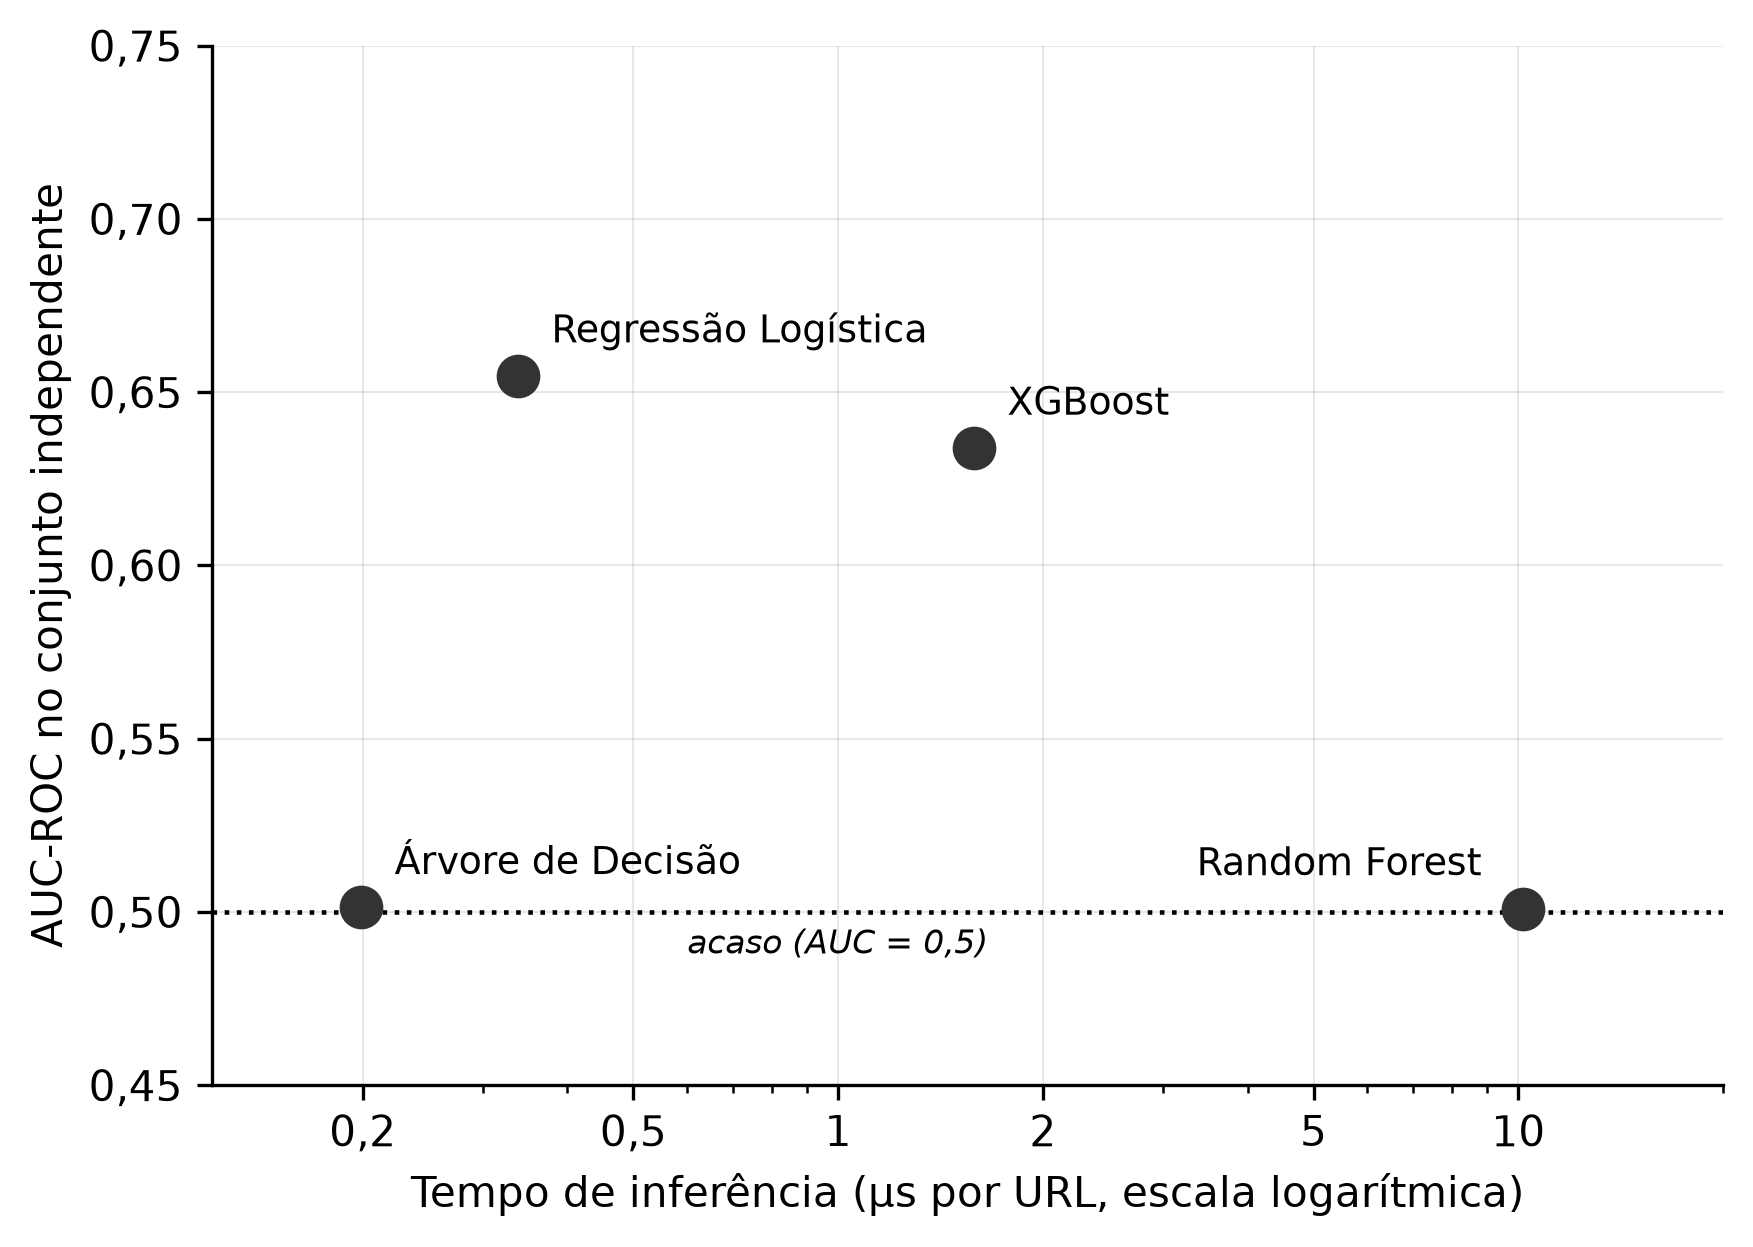 0,75
0,70
0,65
0,60
0,55
0,50
0,45
AUC-ROC no conjunto independente
Regressão Logística
XGBoost
Árvore de Decisão
Random Forest
acaso (AUC = 0,5)
0,2
0,5
1
2
5
10
Tempo de inferência (µs por URL, escala logarítmica)